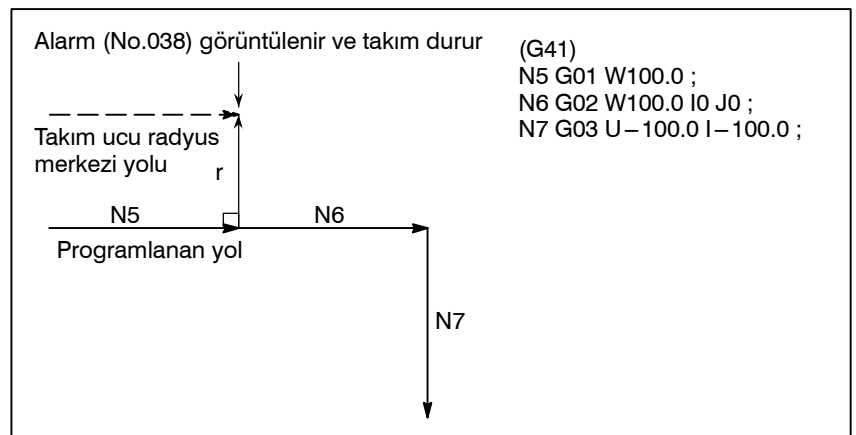 Alarm (No.038) görüntülenir ve takım durur
(G41)
N5 G01 W100.0 ;
N6 G02 W100.0 I0 J0 ;
N7 G03 U−100.0 I−100.0 ;
Takım ucu radyus
merkezi yolu
r
N5
N6
Programlanan yol
N7